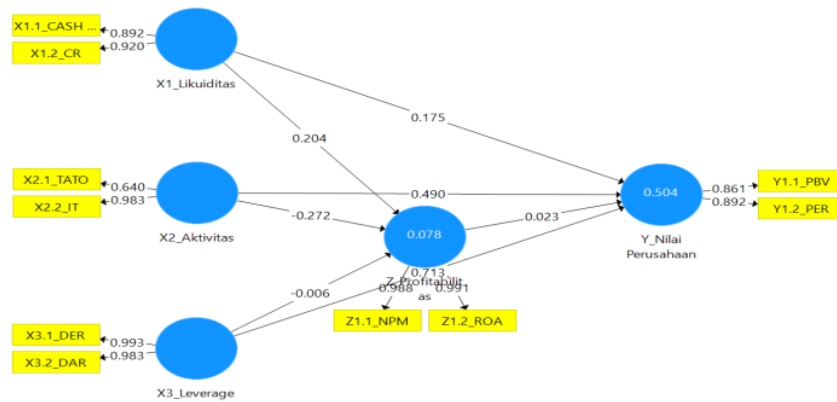 X1.1_CASH ...
0.892
X1.2_CR
0.920
X1_Likuiditas
0.175
0.204
X2.1_TATO
0.640
X2.2_IT
0.983
X2_Aktivitas
0.490
-0.272
0.078
0.023
0.504
Y_Nilai
Perusahaan
0.861
Y1.1_PBV
0.892
Y1.2_PER
Z_Profitabilit
as
0.713
-0.006
0.988
0.991
Z1.1_NPM
Z1.2_ROA
X3.1_DER
0.993
X3.2_DAR
0.983
X3_Leverage